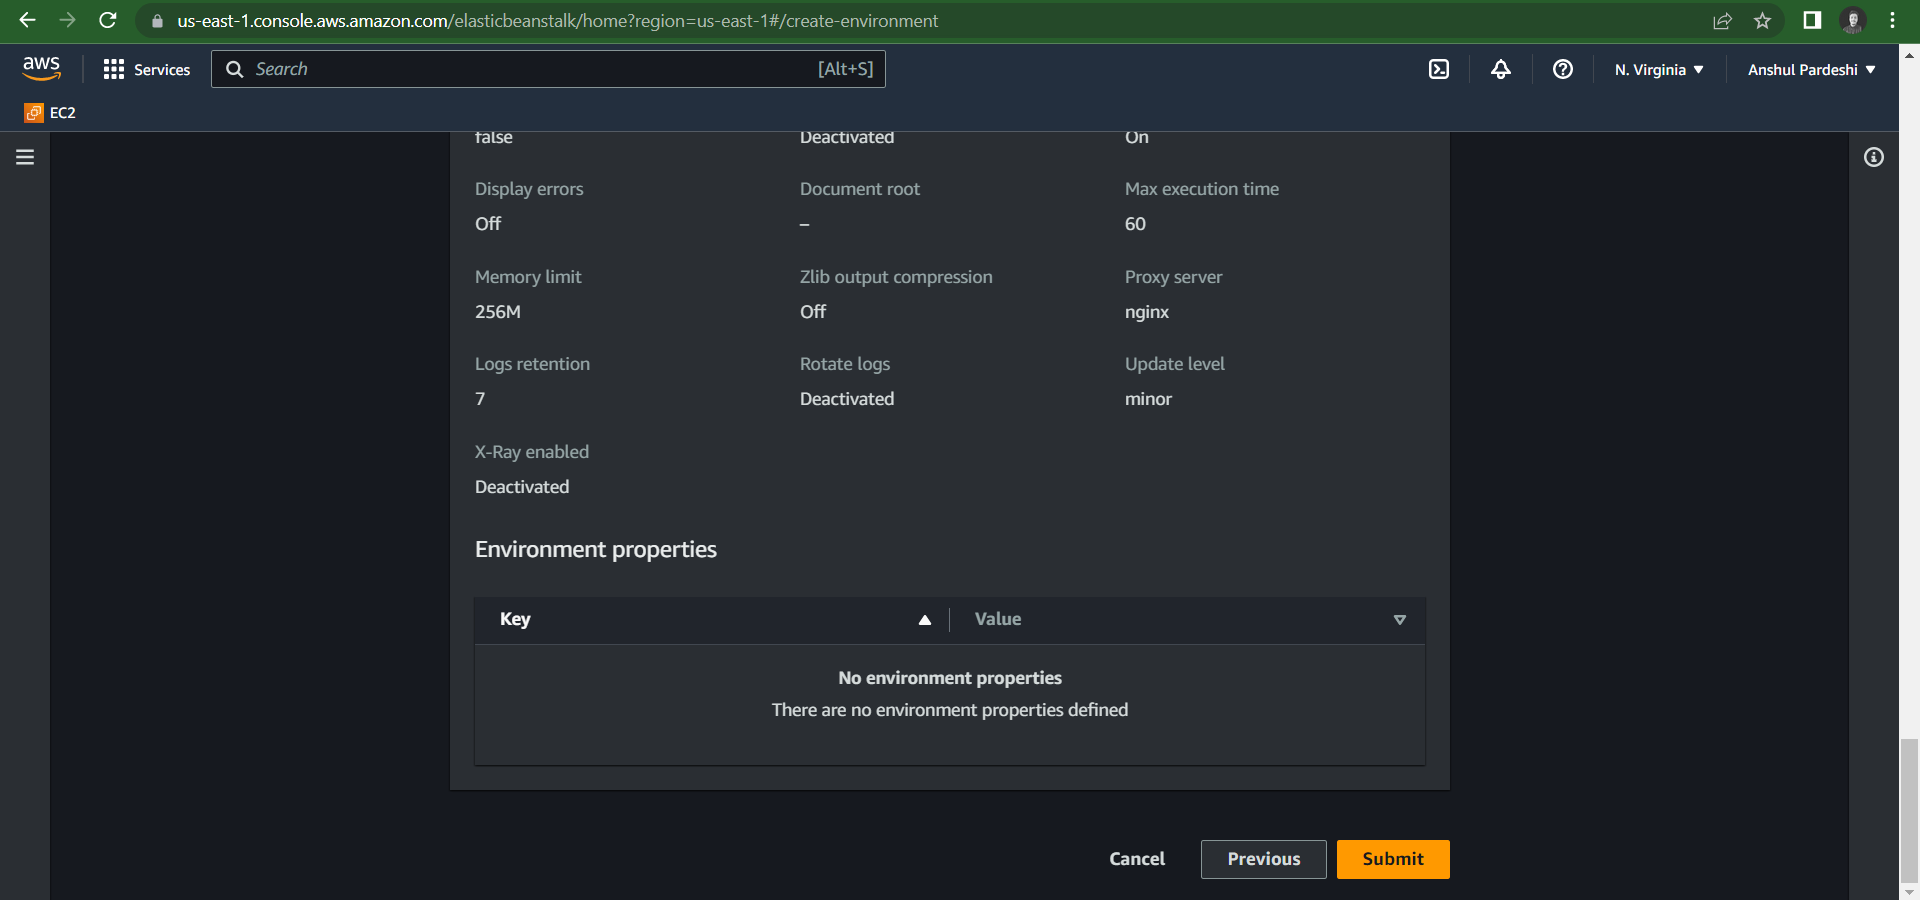 us-east-1.console.aws.amazon.com/elasticbeanstalk/home?region=us-east-1#/create-environment
aws Services Search [Alt+S] N. Virginia Anshul Pardeshi
EC2
false Deactivated On
Display errors Document root Max execution time
Off – 60
Memory limit Zlib output compression Proxy server
256M Off nginx
Logs retention Rotate logs Update level
7 Deactivated minor
X-Ray enabled
Deactivated
Environment properties
Key Value
No environment properties
There are no environment properties defined
Cancel Previous Submit